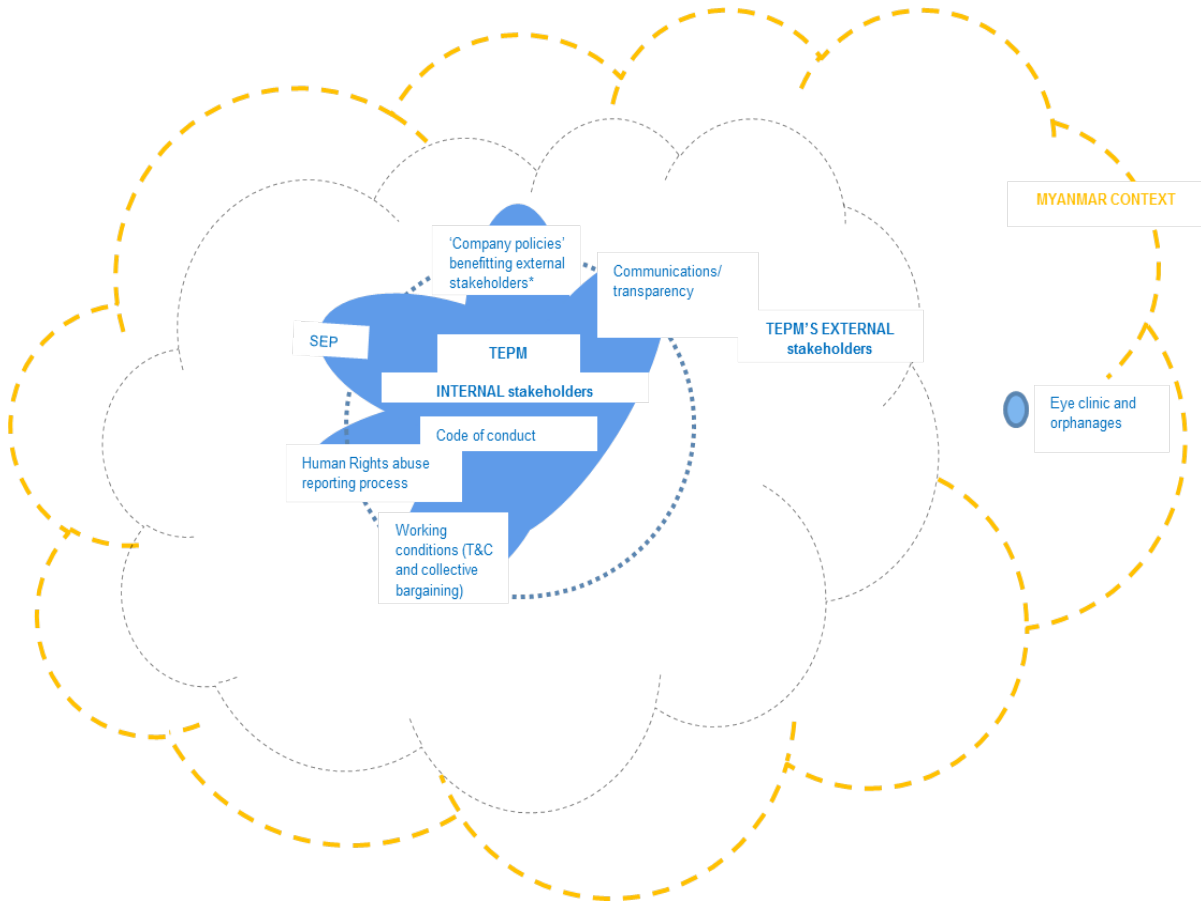 MYANMAR CONTEXT
‘Company policies’
benefitting external
stakeholders*
Communications/
transparency
TEPM’S EXTERNAL
stakeholders
SEP
TEPM
INTERNAL stakeholders
Eye clinic and
orphanages
Code of conduct
Human Rights abuse
reporting process
Working
conditions (T&C
and collective
bargaining)